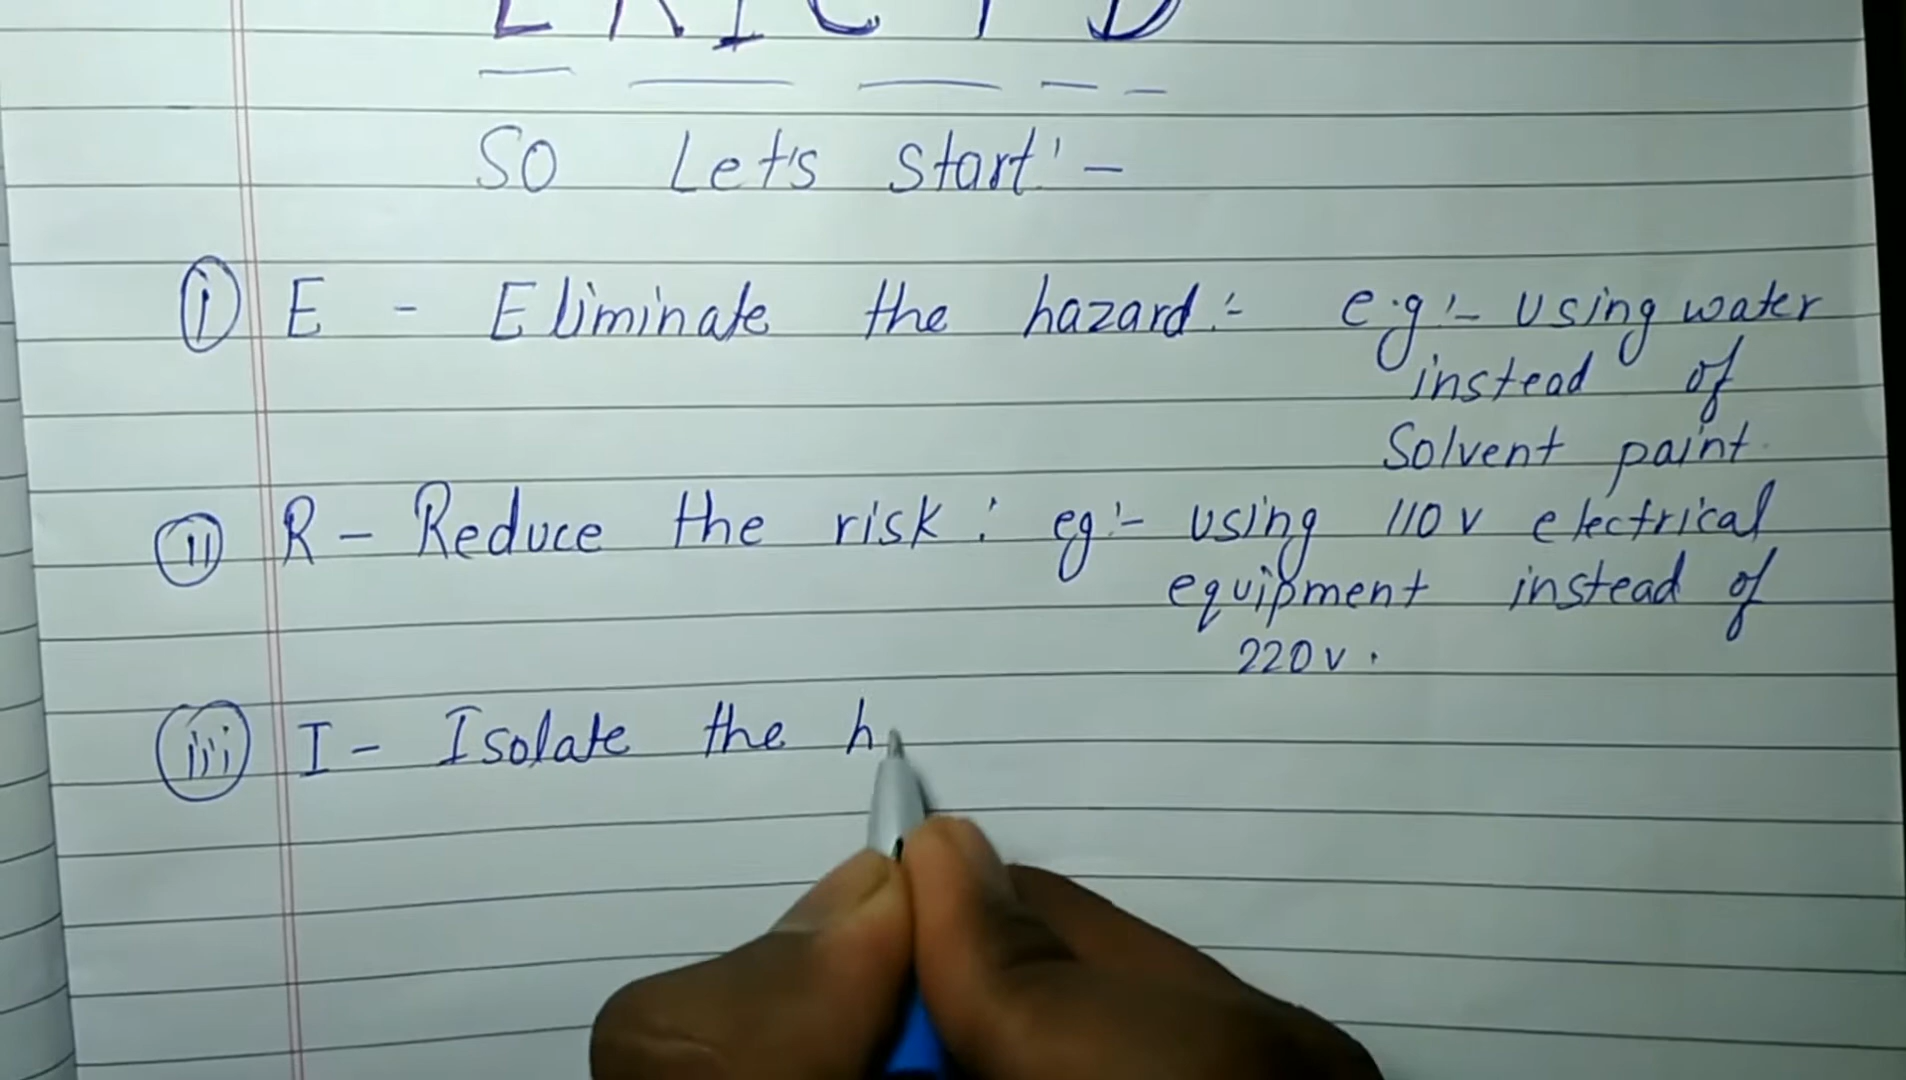 ERICPD
So Let's start:-
(i) E - Eliminate the hazard:- e.g:- Using water
instead of
Solvent paint.
(ii) R - Reduce the risk: eg:- using 110v electrical
equipment instead of
220v.
(iii) I - Isolate the h